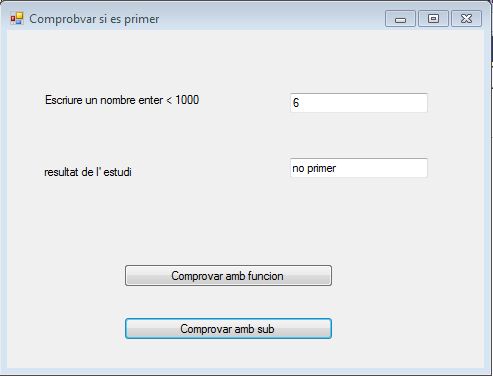 Comprobvar si es primer
Escriure un nombre enter < 1000
6
resultat de l' estudi
no primer
Comprovar amb funcion
Comprovar amb sub